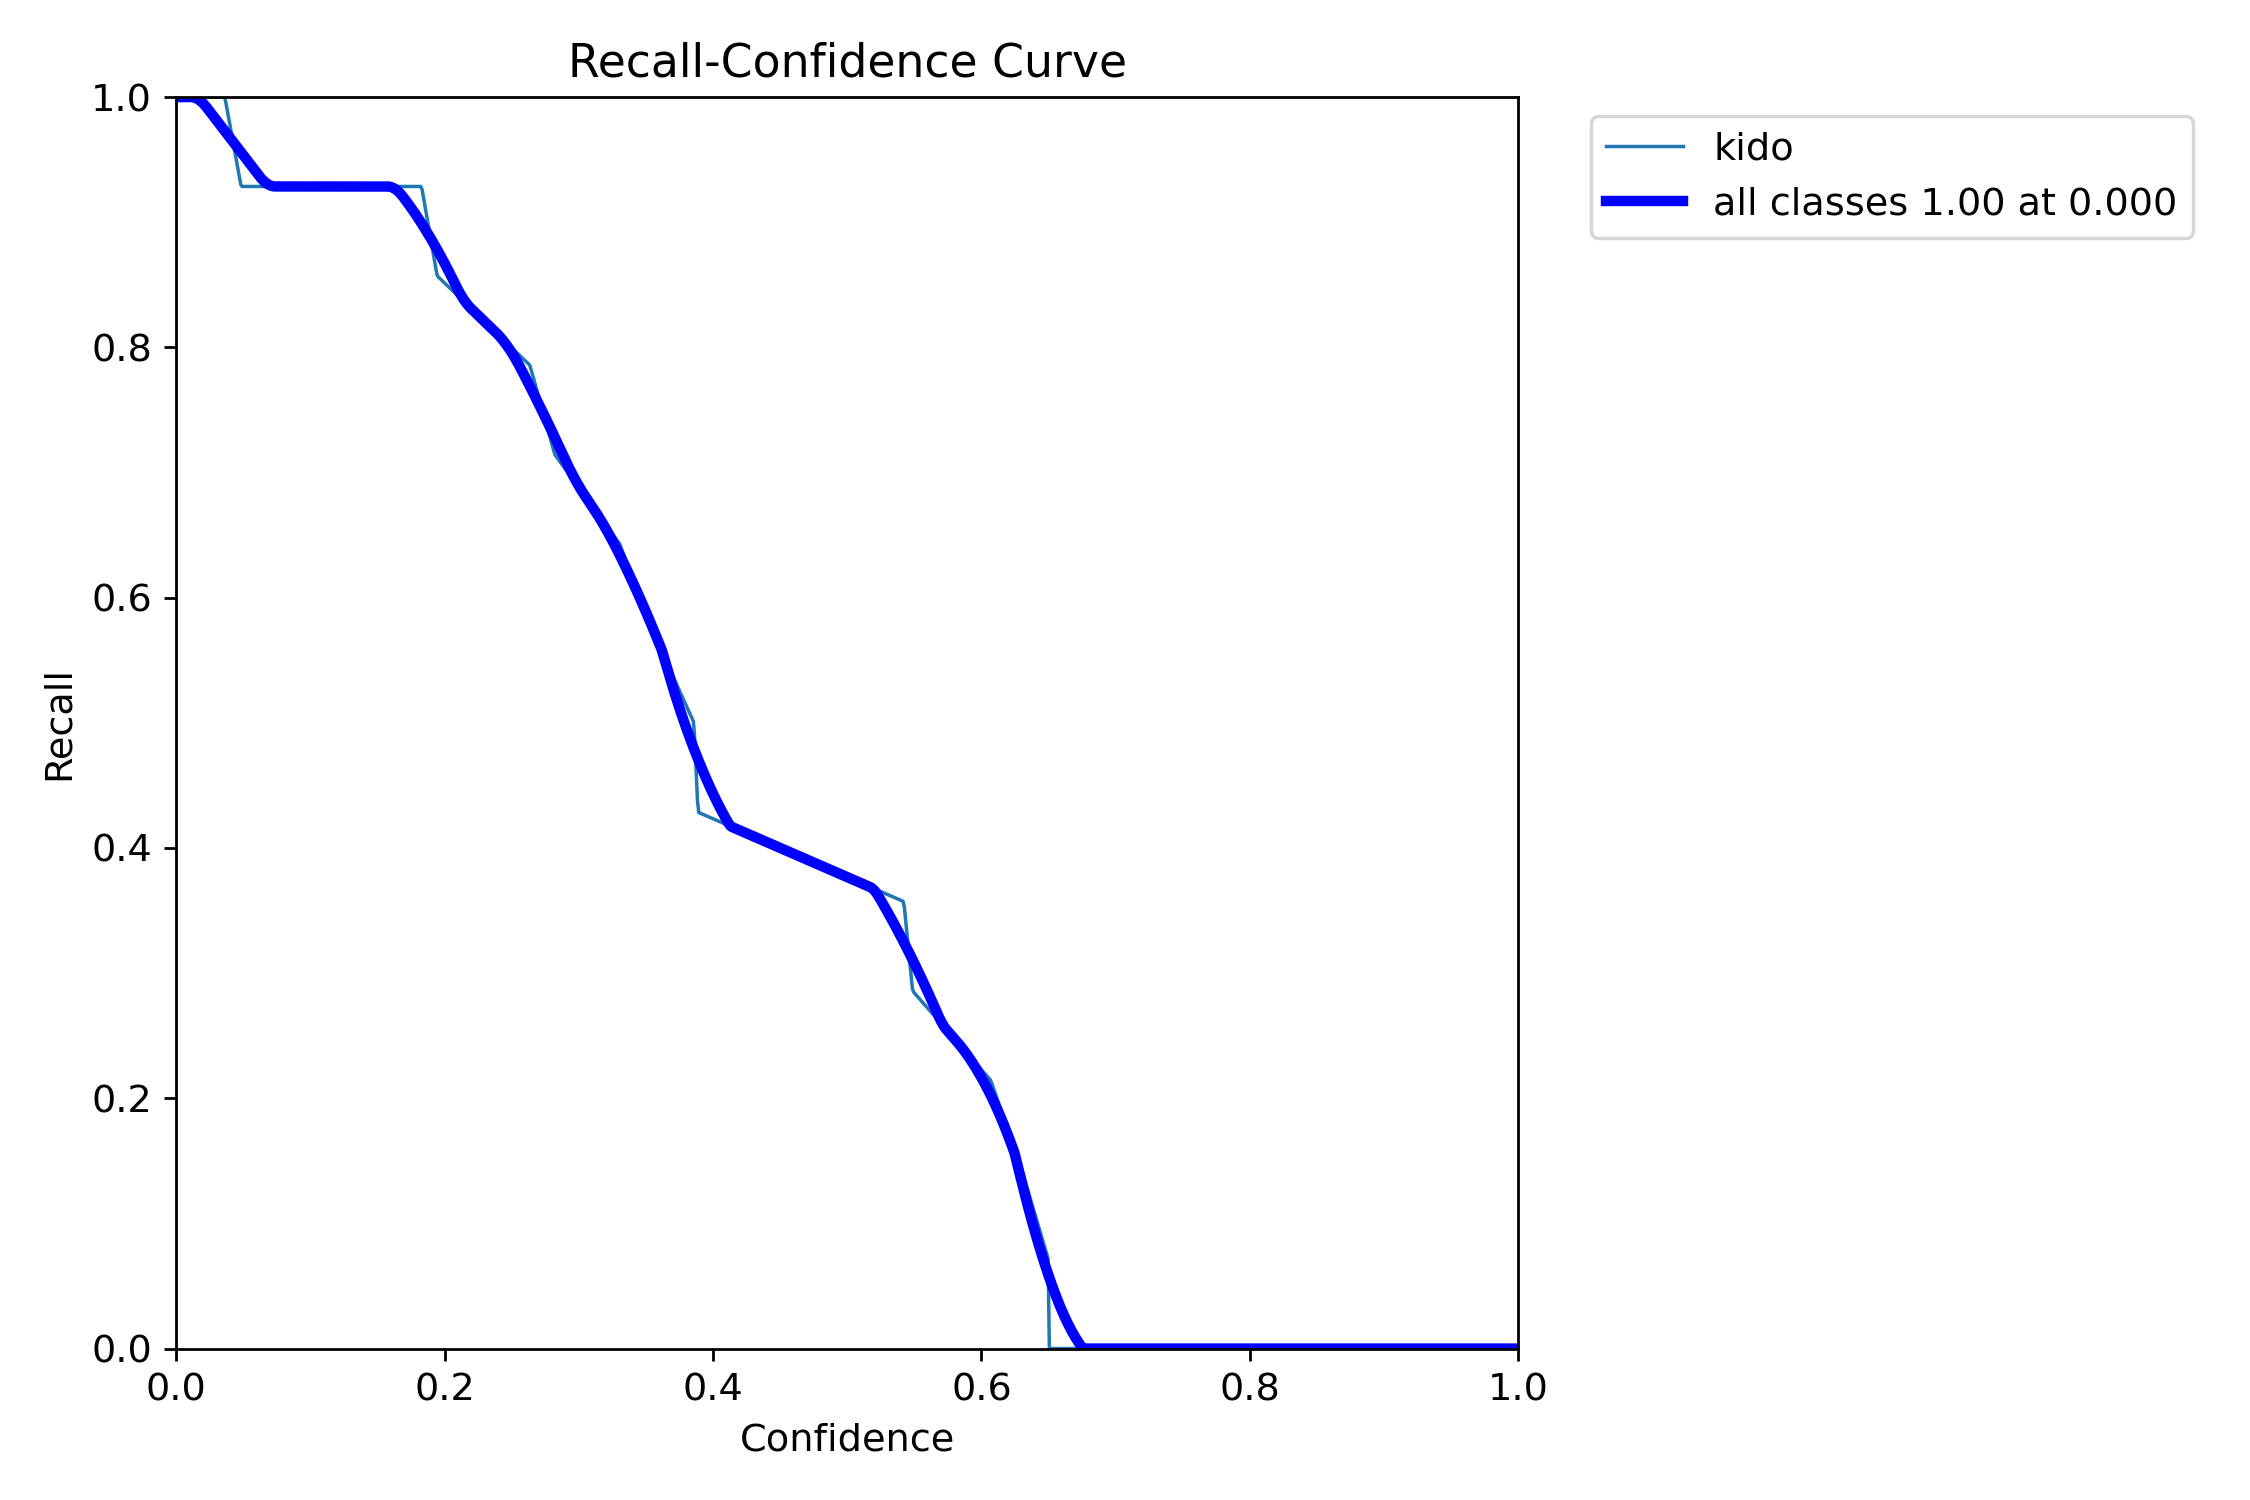 Recall-Confidence Curve
1.0
0.8
0.6
0.4
0.2
0.0
Recall
0.0 0.2 0.4 0.6 0.8 1.0
Confidence
kido
all classes 1.00 at 0.000